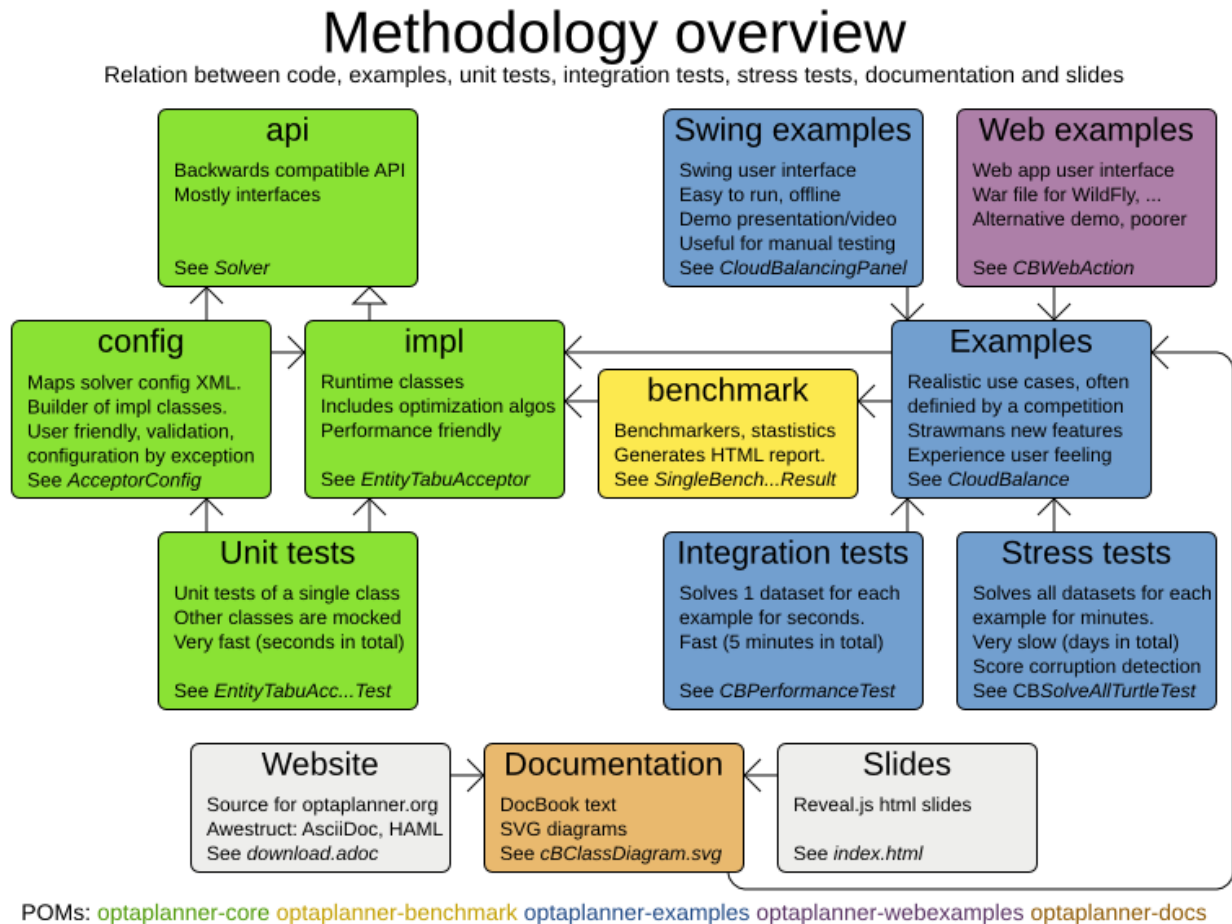 Methodology overview
Relation between code, examples, unit tests, integration tests, stress tests, documentation and slides
api
Backwards compatible API
Mostly interfaces
See Solver
Swing examples
Swing user interface
Easy to run, offline
Demo presentation/video
Useful for manual testing
See CloudBalancingPanel
Web examples
Web app user interface
War file for WildFly, ...
Alternative demo, poorer
See CBWebAction
config
Maps solver config XML.
Builder of impl classes.
User friendly, validation,
configuration by exception
See AcceptorConfig
impl
Runtime classes
Includes optimization algos
Performance friendly
See EntityTabuAcceptor
benchmark
Benchmarkers, stastistics
Generates HTML report.
See SingleBench...Result
Examples
Realistic use cases, often
definied by a competition
Strawmans new features
Experience user feeling
See CloudBalance
Unit tests
Unit tests of a single class
Other classes are mocked
Very fast (seconds in total)
See EntityTabuAcc...Test
Integration tests
Solves 1 dataset for each
example for seconds.
Fast (5 minutes in total)
See CBPerformanceTest
Stress tests
Solves all datasets for each
example for minutes.
Very slow (days in total)
Score corruption detection
See CBSolveAllTurtleTest
Website
Source for optaplanner.org
Awestruct: AsciiDoc, HAML
See download.adoc
Documentation
DocBook text
SVG diagrams
See cBClassDiagram.svg
Slides
Reveal.js html slides
See index.html
POMs: optaplanner-core optaplanner-benchmark optaplanner-examples optaplanner-webexamples optaplanner-docs